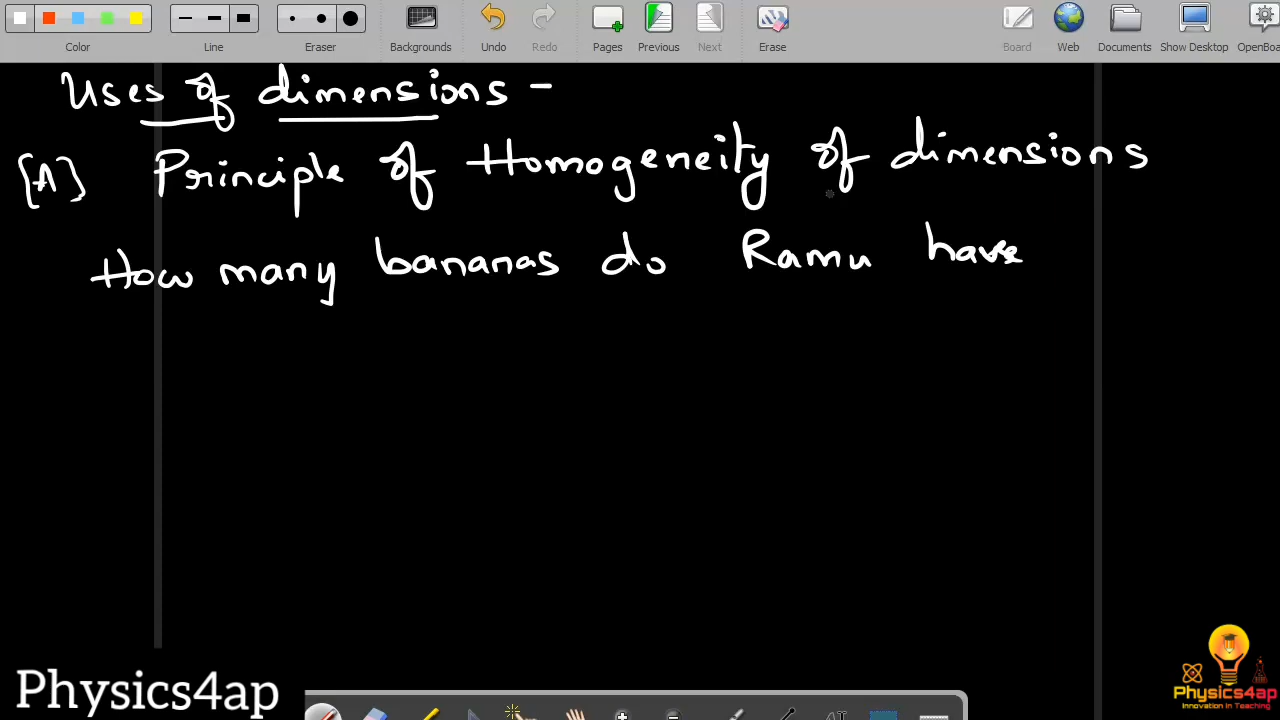 Color
Line
Eraser
Backgrounds
Undo
Redo
Pages
Previous
Next
Erase
Board
Web
Documents
Show Desktop
OpenBoa
Uses of dimensions -
[A] Principle of Homogeneity of dimensions
How many bananas do Ramu have
Physics4ap
Physics4ap
Innovation in Teaching